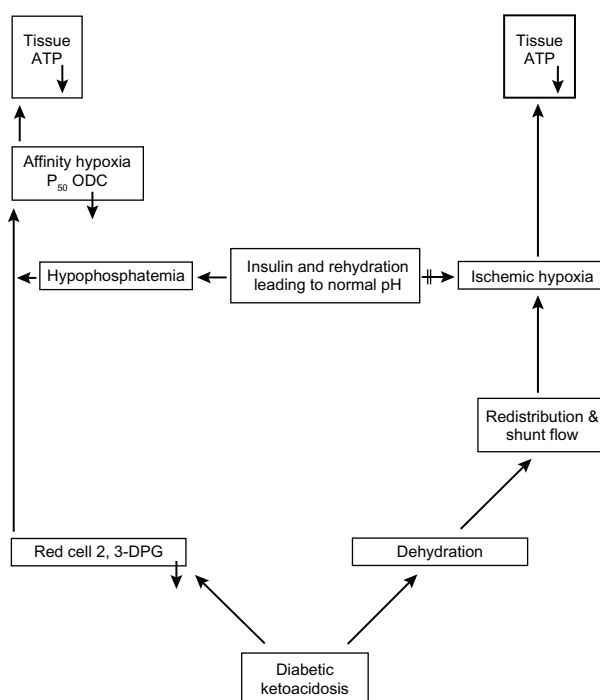 Tissue
ATP
Tissue
ATP
Affinity hypoxia
P₅₀ ODC
Hypophosphatemia
Insulin and rehydration
leading to normal pH
Ischemic hypoxia
Redistribution &
shunt flow
Red cell 2, 3-DPG
Dehydration
Diabetic
ketoacidosis